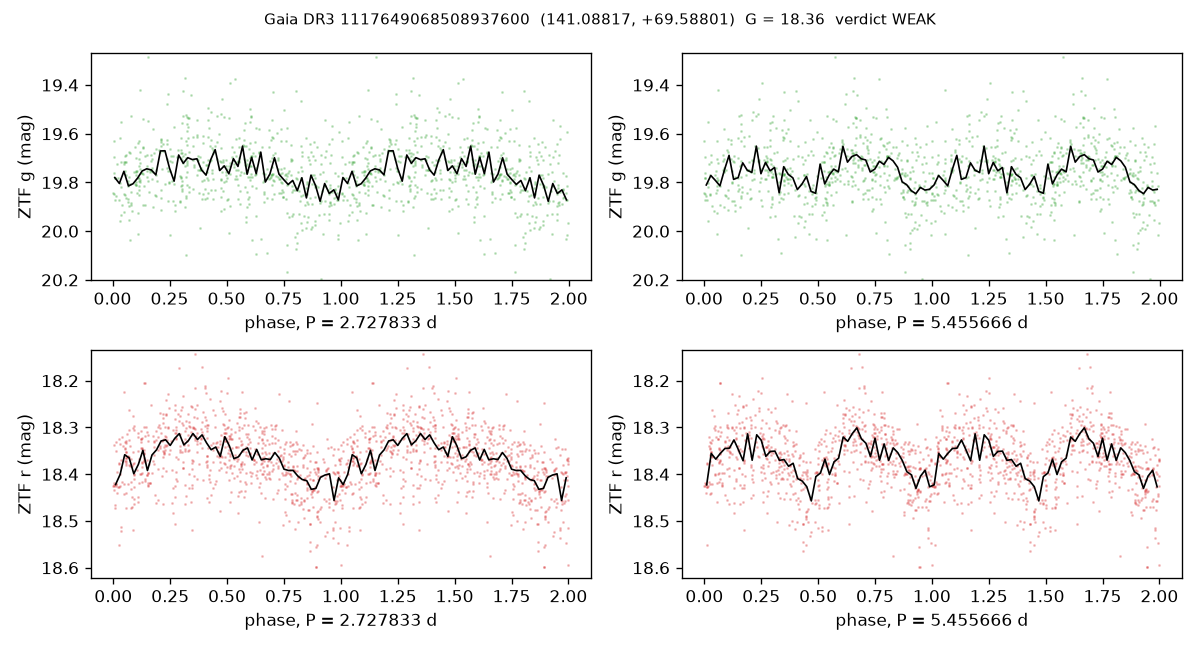 Gaia DR3 1117649068508937600  (141.08817, +69.58801)  G = 18.36  verdict WEAK
ZTF g (mag)
19.4
19.6
19.8
20.0
20.2
0.00 0.25 0.50 0.75 1.00 1.25 1.50 1.75 2.00
phase, P = 2.727833 d
ZTF g (mag)
19.4
19.6
19.8
20.0
20.2
0.00 0.25 0.50 0.75 1.00 1.25 1.50 1.75 2.00
phase, P = 5.455666 d
ZTF r (mag)
18.2
18.3
18.4
18.5
18.6
0.00 0.25 0.50 0.75 1.00 1.25 1.50 1.75 2.00
phase, P = 2.727833 d
ZTF r (mag)
18.2
18.3
18.4
18.5
18.6
0.00 0.25 0.50 0.75 1.00 1.25 1.50 1.75 2.00
phase, P = 5.455666 d